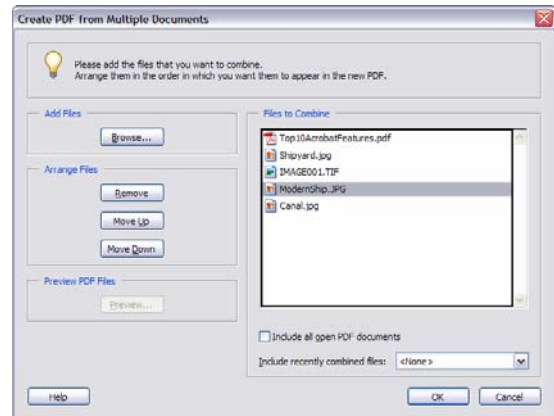 Create PDF from Multiple Documents
Please add the files that you want to combine.
Arrange them in the order in which you want them to appear in the new PDF.
Add Files
Browse...
Arrange Files
Remove
Move Up
Move Down
Preview PDF Files
Preview...
Files to Combine
Top10AcrobatFeatures.pdf
Shipyard.jpg
IMAGE001.TIF
ModernShip.JPG
Canal.jpg
Include all open PDF documents
Include recently combined files: <None>
Help
OK
Cancel